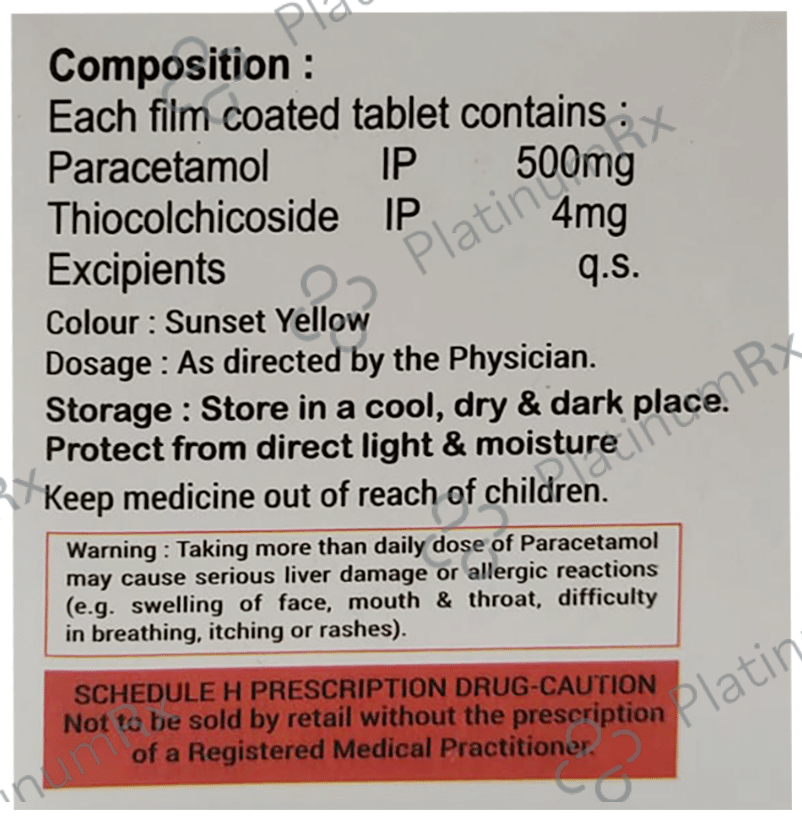 Composition :
Each film coated tablet contains :
Paracetamol IP 500mg
Thiocolchicoside IP 4mg
Excipients q.s.
Colour : Sunset Yellow
Dosage : As directed by the Physician.
Storage : Store in a cool, dry & dark place.
Protect from direct light & moisture
Keep medicine out of reach of children.
Warning : Taking more than daily dose of Paracetamol
may cause serious liver damage or allergic reactions
(e.g. swelling of face, mouth & throat, difficulty
in breathing, itching or rashes).
SCHEDULE H PRESCRIPTION DRUG-CAUTION
Not to be sold by retail without the prescription
of a Registered Medical Practitioner.
PlatinumRx
PlatinumRx